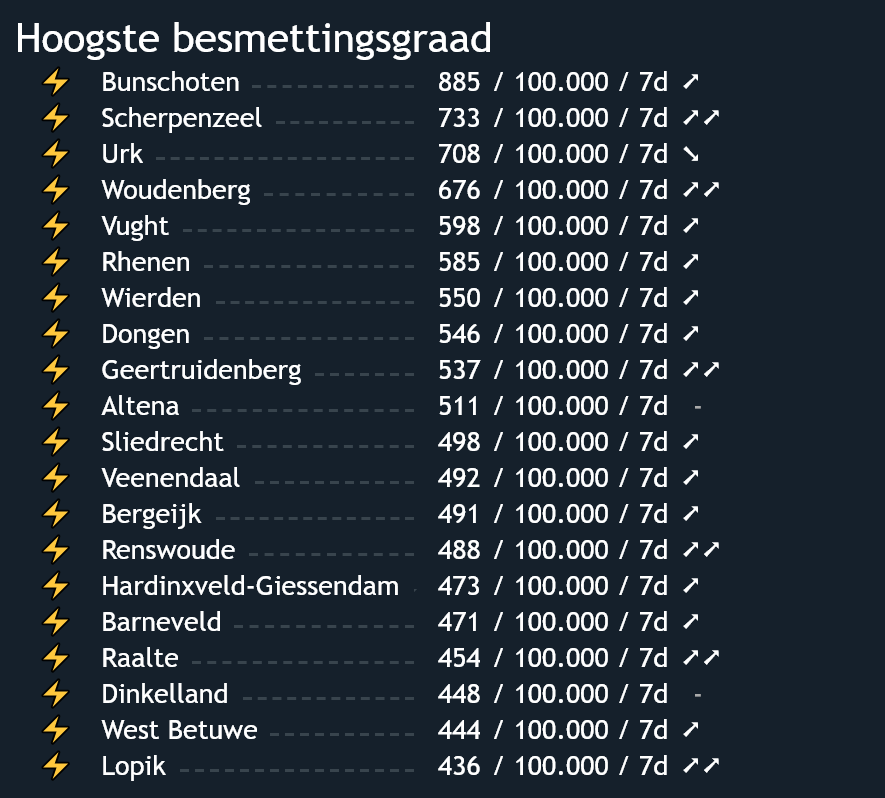 Hoogste besmettingsgraad
⚡ Bunschoten 885 / 100.000 / 7d ➚
⚡ Scherpenzeel 733 / 100.000 / 7d ➚➚
⚡ Urk 708 / 100.000 / 7d ➘
⚡ Woudenberg 676 / 100.000 / 7d ➚➚
⚡ Vught 598 / 100.000 / 7d ➚
⚡ Rhenen 585 / 100.000 / 7d ➚
⚡ Wierden 550 / 100.000 / 7d ➚
⚡ Dongen 546 / 100.000 / 7d ➚
⚡ Geertruidenberg 537 / 100.000 / 7d ➚➚
⚡ Altena 511 / 100.000 / 7d -
⚡ Sliedrecht 498 / 100.000 / 7d ➚
⚡ Veenendaal 492 / 100.000 / 7d ➚
⚡ Bergeijk 491 / 100.000 / 7d ➚
⚡ Renswoude 488 / 100.000 / 7d ➚➚
⚡ Hardinxveld-Giessendam 473 / 100.000 / 7d ➚
⚡ Barneveld 471 / 100.000 / 7d ➚
⚡ Raalte 454 / 100.000 / 7d ➚➚
⚡ Dinkelland 448 / 100.000 / 7d -
⚡ West Betuwe 444 / 100.000 / 7d ➚
⚡ Lopik 436 / 100.000 / 7d ➚➚